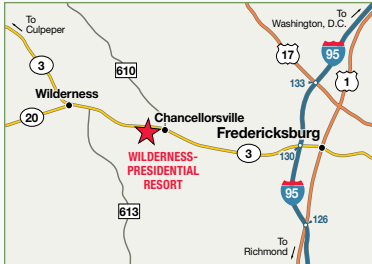 To
Culpeper
To
Washington, D.C.
95
17
3
610
133
1
Wilderness
20
Chancellorsville
Fredericksburg
WILDERNESS-
PRESIDENTIAL
RESORT
3
130
95
613
126
To
Richmond